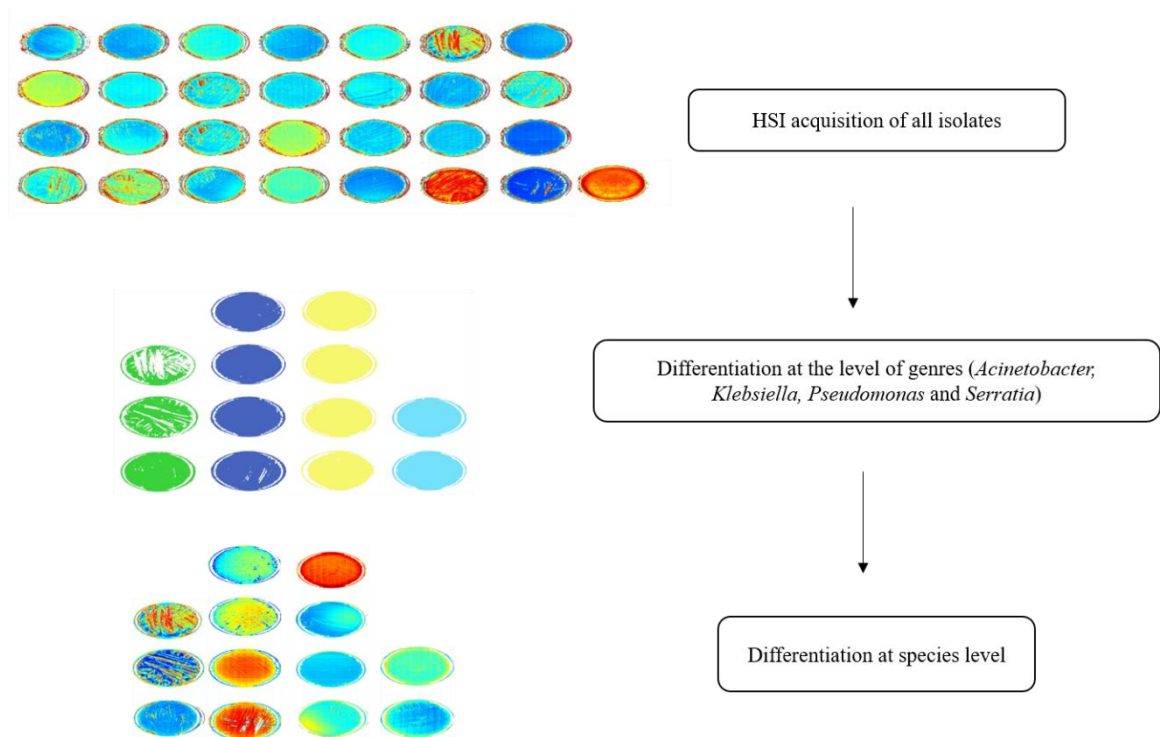 HSI acquisition of all isolates
Differentiation at the level of genres (Acinetobacter,
Klebsiella, Pseudomonas and Serratia)
Differentiation at species level